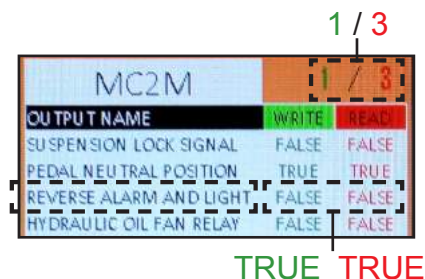 1 / 3
MC2M 1 / 3
OUTPUT NAME WRITE READ
SUSPENSION LOCK SIGNAL FALSE FALSE
PEDAL NEUTRAL POSITION TRUE TRUE
REVERSE ALARM AND LIGHT FALSE FALSE
HYDRAULIC OIL FAN RELAY FALSE FALSE
TRUE TRUE